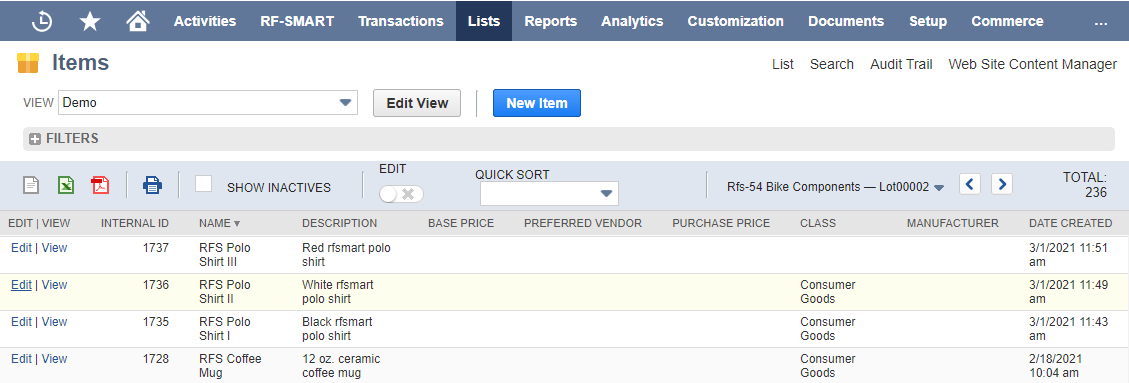 Activities RF-SMART Transactions Lists Reports Analytics Customization Documents Setup Commerce ...
Items List Search Audit Trail Web Site Content Manager
VIEW Demo Edit View New Item
FILTERS
SHOW INACTIVES EDIT QUICK SORT Rfs-54 Bike Components — Lot00002 TOTAL:
236
EDIT | VIEW INTERNAL ID NAME DESCRIPTION BASE PRICE PREFERRED VENDOR PURCHASE PRICE CLASS MANUFACTURER DATE CREATED
Edit | View 1737 RFS Polo Red rfsmart polo 3/1/2021 11:51
Shirt III shirt am
Edit | View 1736 RFS Polo White rfsmart Consumer 3/1/2021 11:49
Shirt II polo shirt Goods am
Edit | View 1735 RFS Polo Black rfsmart Consumer 3/1/2021 11:43
Shirt I polo shirt Goods am
Edit | View 1728 RFS Coffee 12 oz. ceramic Consumer 2/18/2021
Mug coffee mug Goods 10:04 am